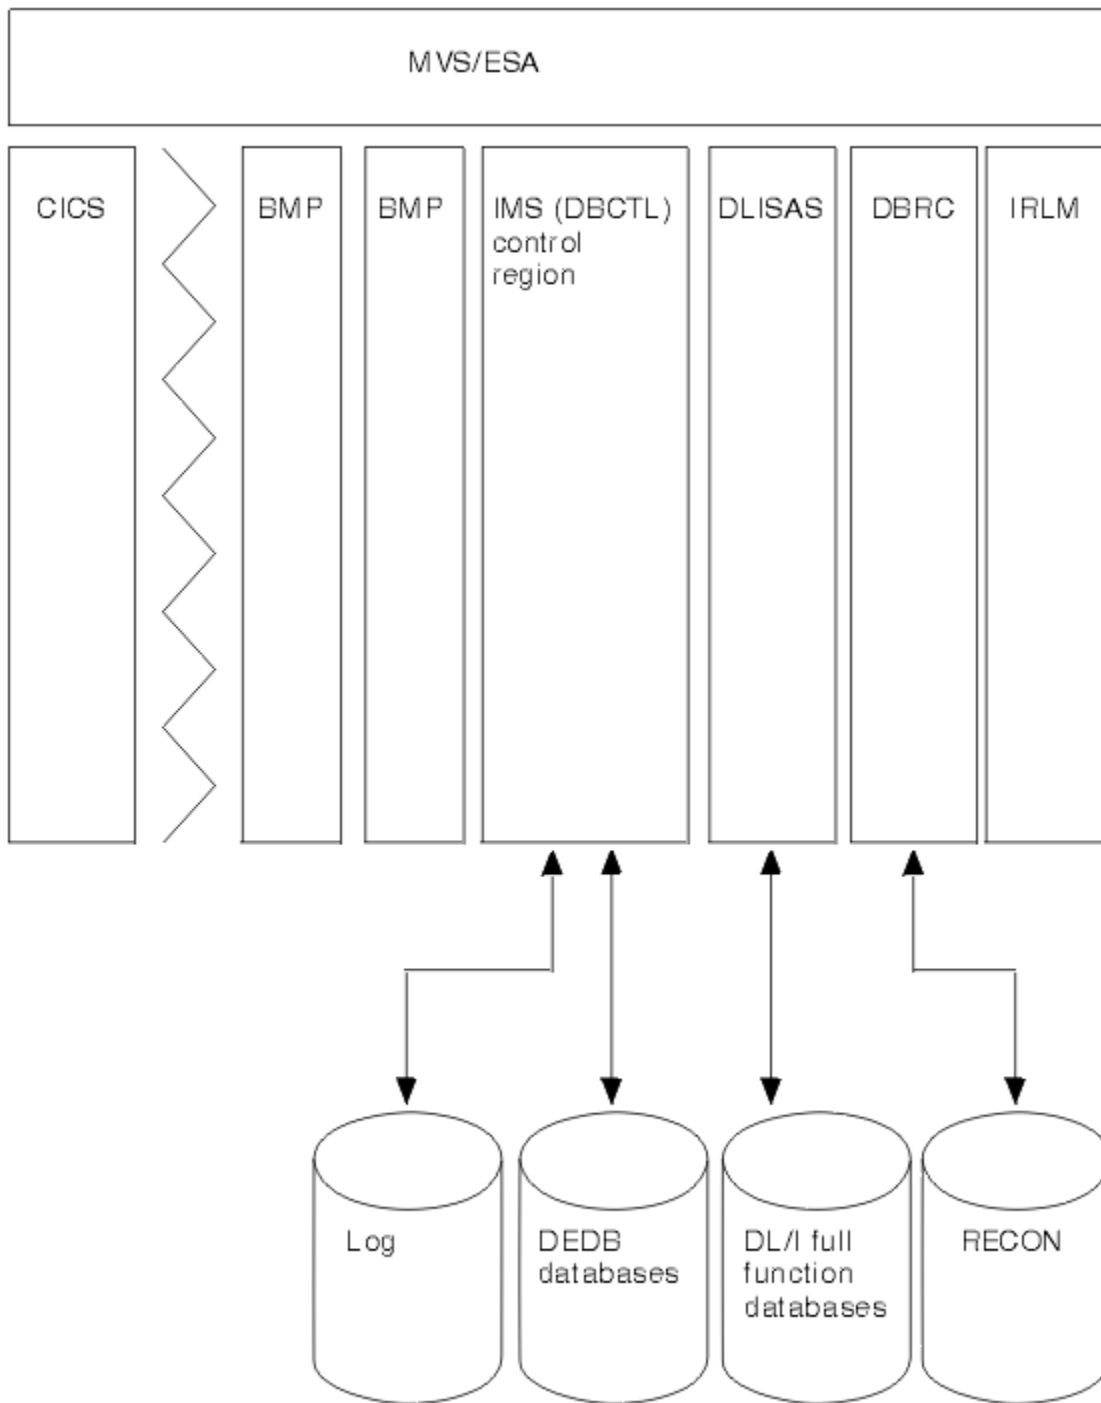 MVS/ESA
CICS
BMP
BMP
IMS (DBCTL)
control
region
DLISAS
DBRC
IRLM
Log
DEDB
databases
DL/I full
function
databases
RECON